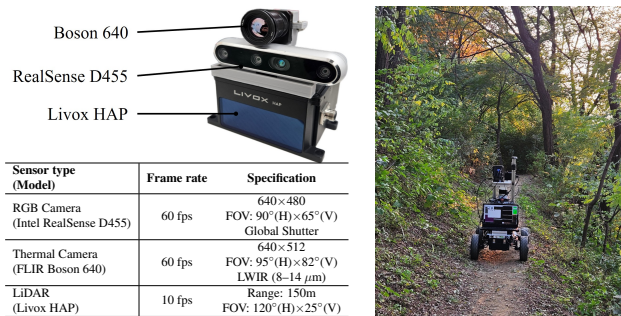 Boson 640
RealSense D455
Livox HAP
LIVOX HAP
Sensor type
(Model)
Frame rate
Specification
RGB Camera
(Intel RealSense D455)
60 fps
640×480
FOV: 90°(H)×65°(V)
Global Shutter
Thermal Camera
(FLIR Boson 640)
60 fps
640×512
FOV: 95°(H)×82°(V)
LWIR (8–14 μm)
LiDAR
(Livox HAP)
10 fps
Range: 150m
FOV: 120°(H)×25°(V)